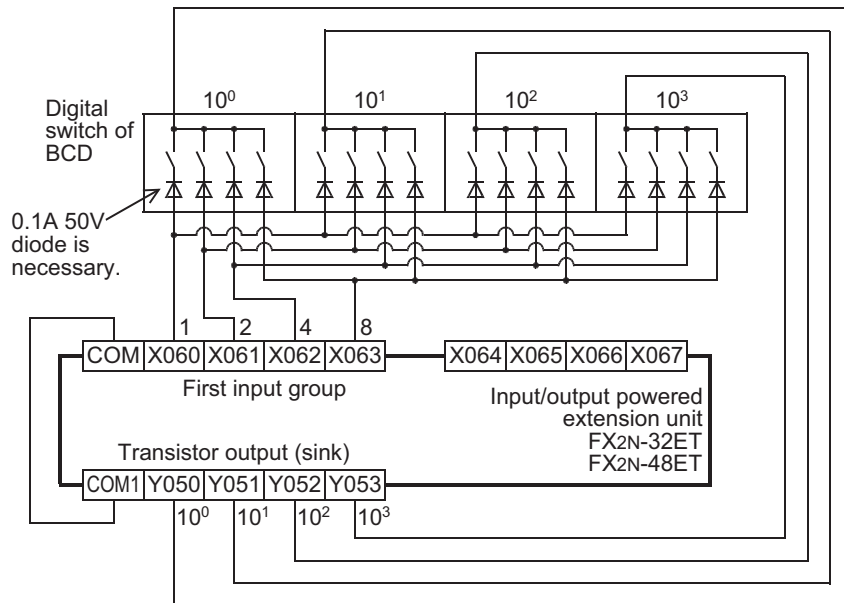 10⁰ 10¹ 10² 10³
Digital
switch of
BCD
0.1A 50V
diode is
necessary.
1 2 4 8
COM X060 X061 X062 X063 X064 X065 X066 X067
First input group
Input/output powered
extension unit
FX2N-32ET
FX2N-48ET
Transistor output (sink)
COM1 Y050 Y051 Y052 Y053
10⁰ 10¹ 10² 10³